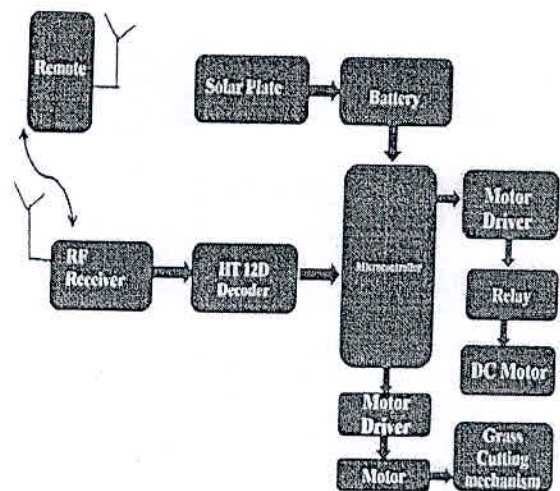 Remote
Solar Plate
Battery
RF
Receiver
HT 12D
Decoder
Microcontroller
Motor
Driver
Relay
DC Motor
Motor
Driver
Motor
Grass
Cutting
mechanism